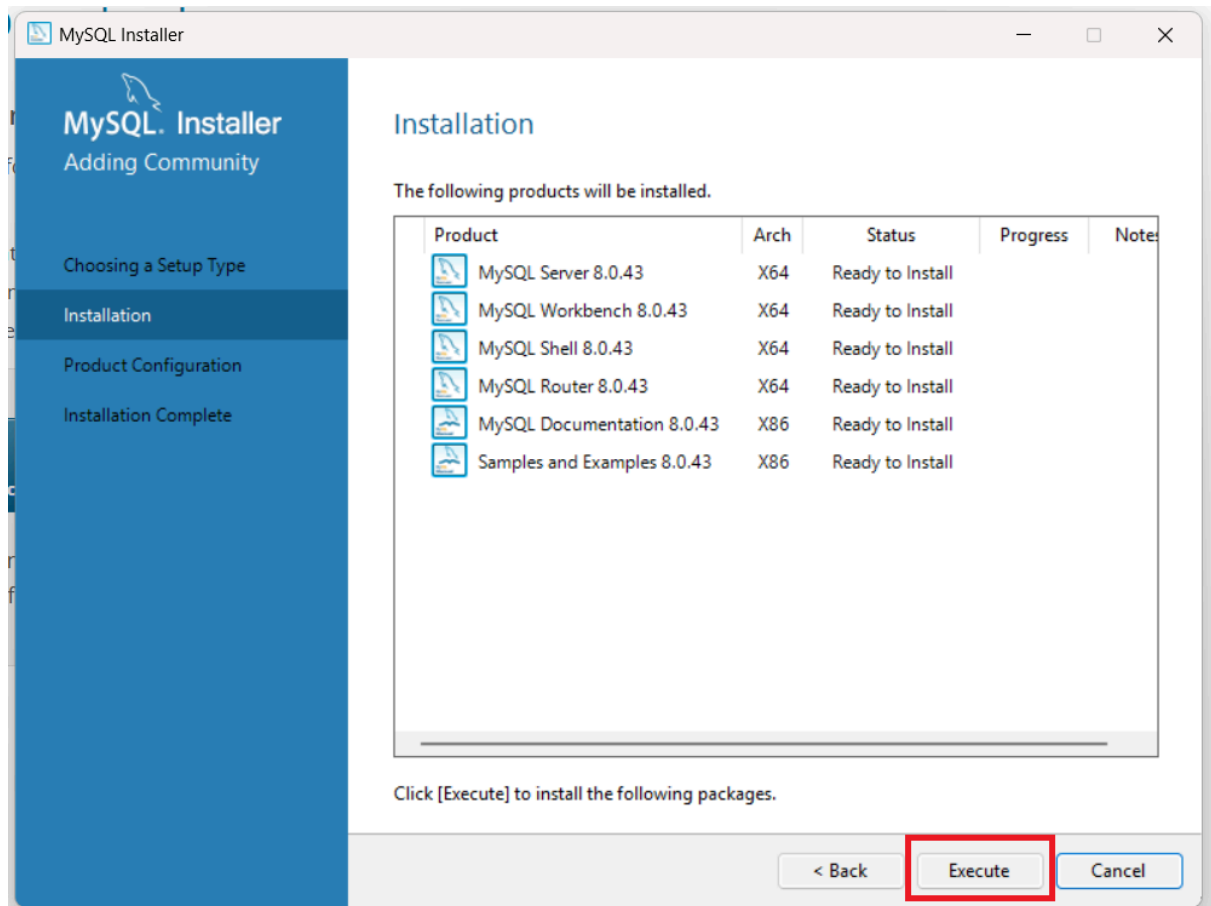 MySQL Installer
MySQL. Installer
Adding Community
Choosing a Setup Type
Installation
Product Configuration
Installation Complete
Installation
The following products will be installed.
Product Arch Status Progress Notes
MySQL Server 8.0.43 X64 Ready to Install
MySQL Workbench 8.0.43 X64 Ready to Install
MySQL Shell 8.0.43 X64 Ready to Install
MySQL Router 8.0.43 X64 Ready to Install
MySQL Documentation 8.0.43 X86 Ready to Install
Samples and Examples 8.0.43 X86 Ready to Install
Click [Execute] to install the following packages.
< Back Execute Cancel